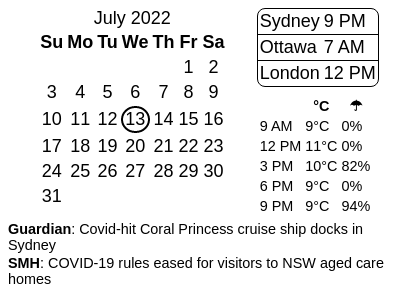 July 2022
Su Mo Tu We Th Fr Sa
1 2
3 4 5 6 7 8 9
10 11 12 13 14 15 16
17 18 19 20 21 22 23
24 25 26 27 28 29 30
31
Sydney 9 PM
Ottawa 7 AM
London 12 PM
°C ☂
9 AM 9°C 0%
12 PM 11°C 0%
3 PM 10°C 82%
6 PM 9°C 0%
9 PM 9°C 94%
Guardian: Covid-hit Coral Princess cruise ship docks in
Sydney
SMH: COVID-19 rules eased for visitors to NSW aged care
homes